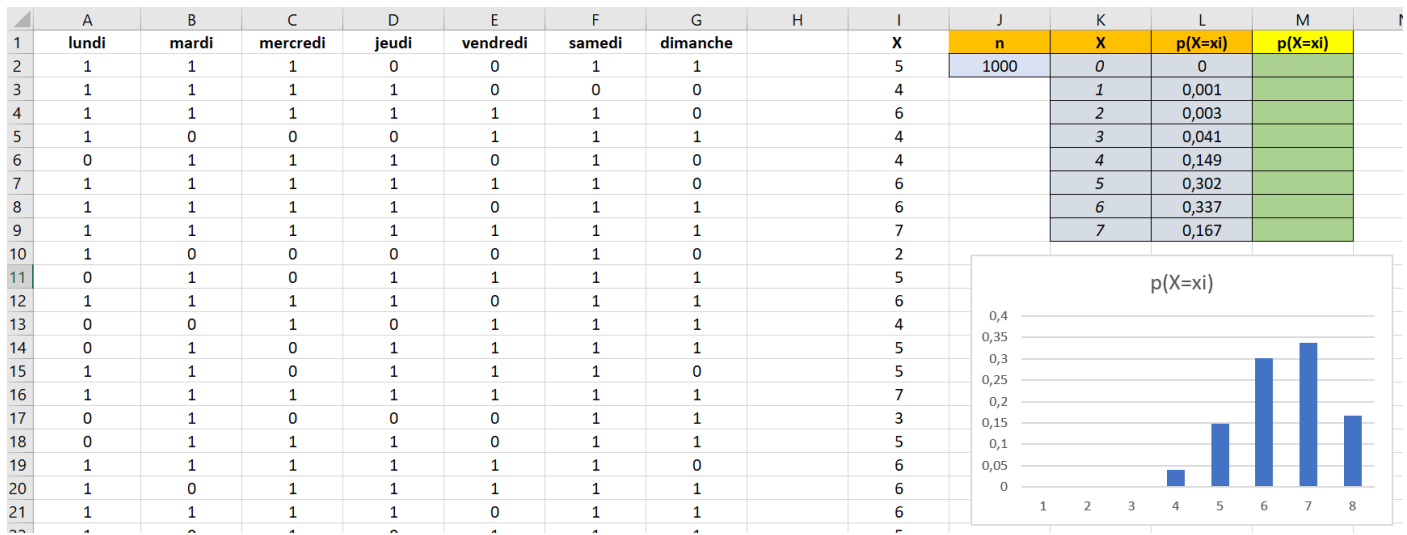 A B C D E F G H I J K L M
1 lundi mardi mercredi jeudi vendredi samedi dimanche X n X p(X=xi) p(X=xi)
2 1 1 1 0 0 1 1 5 1000 0 0
3 1 1 1 1 0 0 0 4 1 0,001
4 1 1 1 1 1 1 0 6 2 0,003
5 1 0 0 0 1 1 1 4 3 0,041
6 0 1 1 1 0 1 0 4 4 0,149
7 1 1 1 1 1 1 0 6 5 0,302
8 1 1 1 1 0 1 1 6 6 0,337
9 1 1 1 1 1 1 1 7 7 0,167
10 1 0 0 0 0 1 0 2
11 0 1 0 1 1 1 1 5
12 1 1 1 1 0 1 1 6
13 0 0 1 0 1 1 1 4
14 0 1 0 1 1 1 1 5
15 1 1 0 1 1 1 0 5
16 1 1 1 1 1 1 1 7
17 0 1 0 0 0 1 1 3
18 0 1 1 1 0 1 1 5
19 1 1 1 1 1 1 0 6
20 1 0 1 1 1 1 1 6
21 1 1 1 1 0 1 1 6
p(X=xi)
0,4
0,35
0,3
0,25
0,2
0,15
0,1
0,05
0
1 2 3 4 5 6 7 8